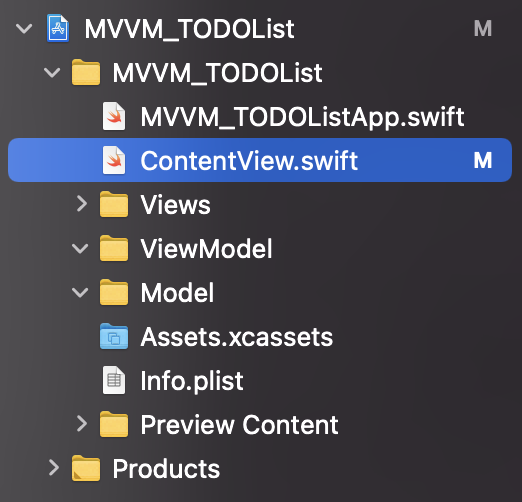 MVVM_TODOList M
MVVM_TODOList
MVVM_TODOListApp.swift
ContentView.swift M
Views
ViewModel
Model
Assets.xcassets
Info.plist
Preview Content
Products